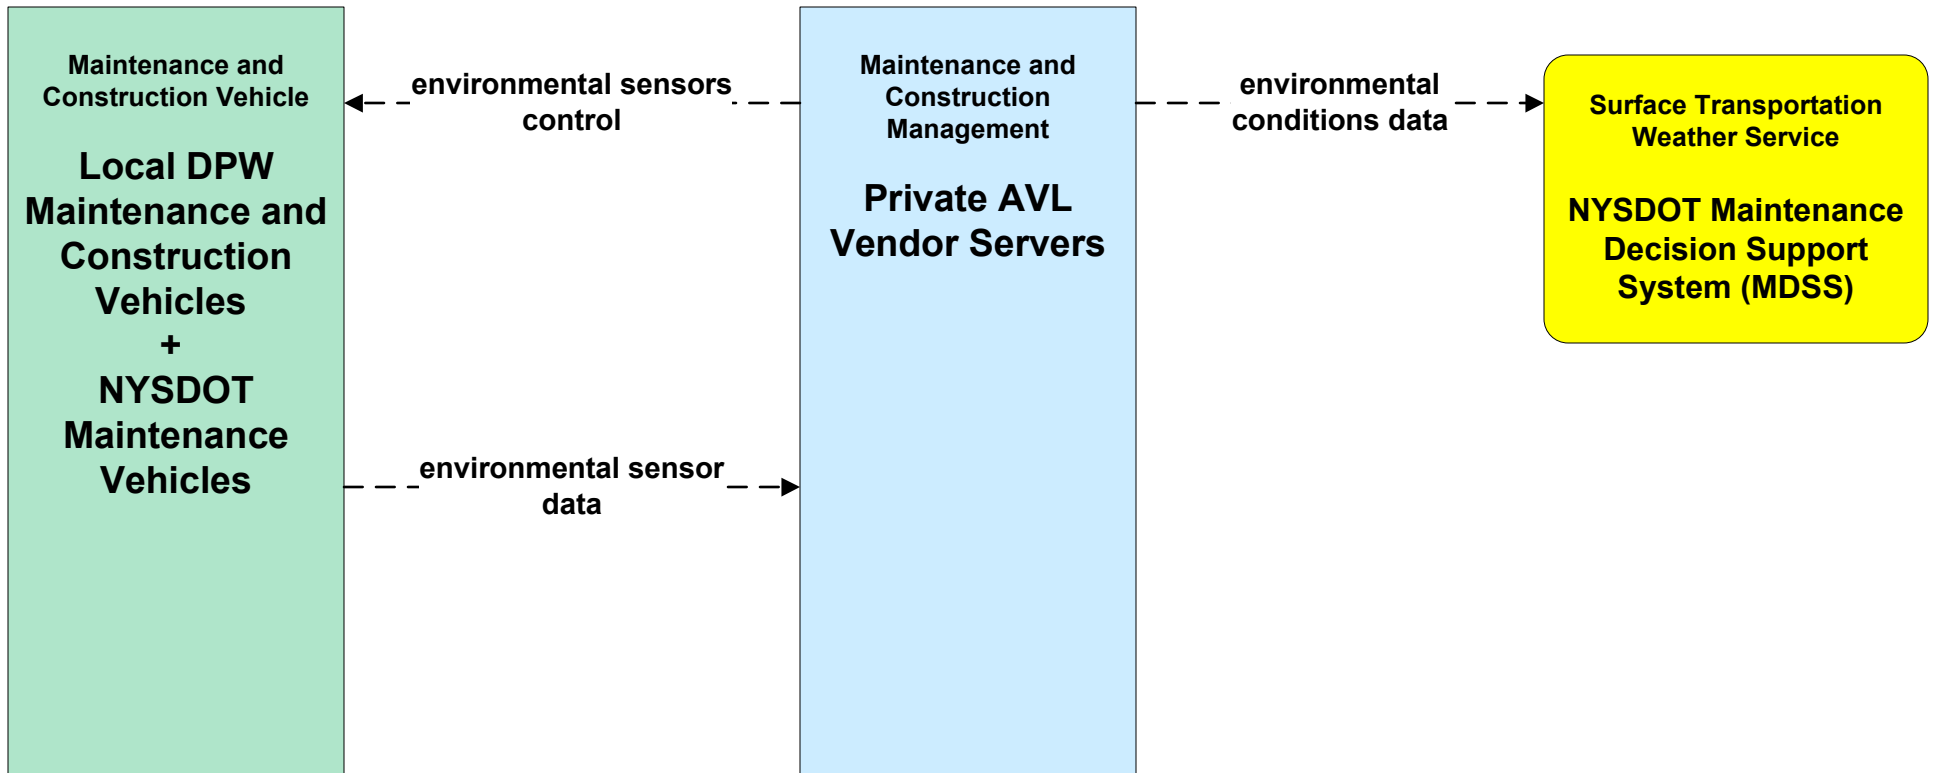 Maintenance and
Construction Vehicle
Local DPW
Maintenance and
Construction
Vehicles
+
NYSDOT
Maintenance
Vehicles
environmental sensors
control
environmental sensor
data
Maintenance and
Construction
Management
Private AVL
Vendor Servers
environmental
conditions data
Surface Transportation
Weather Service
NYSDOT Maintenance
Decision Support
System (MDSS)